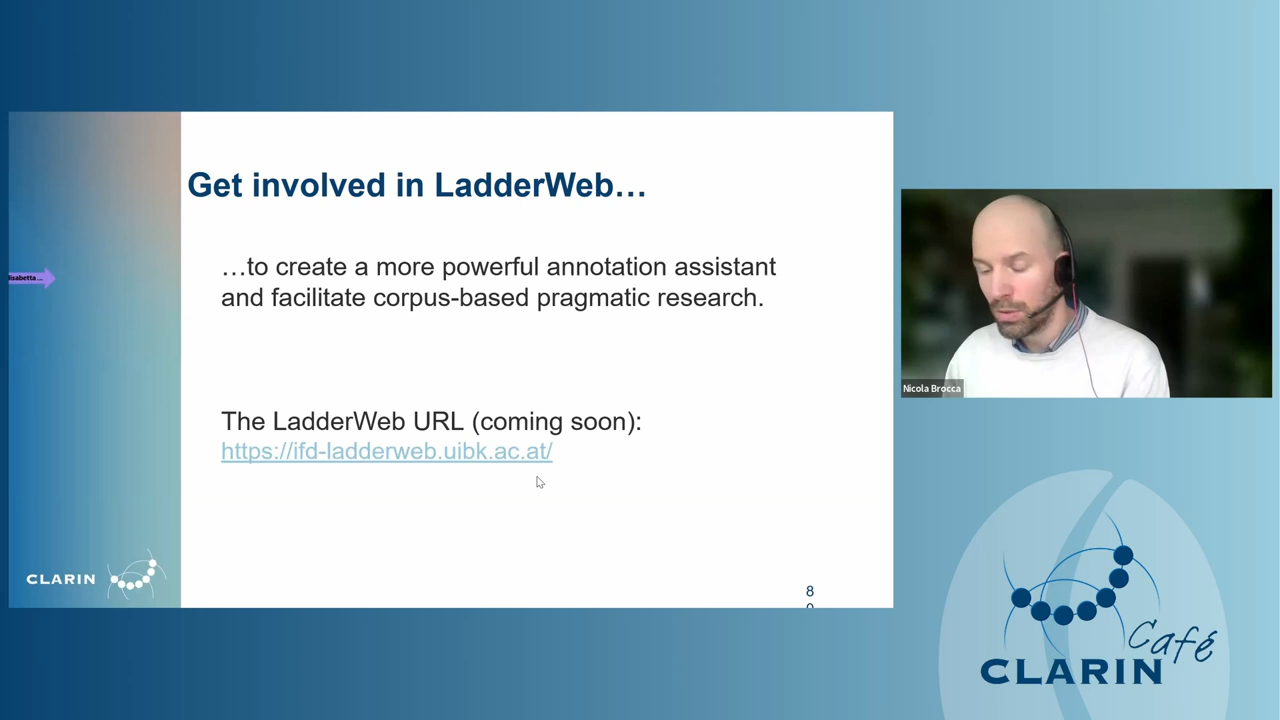 Get involved in LadderWeb…
…to create a more powerful annotation assistant
and facilitate corpus-based pragmatic research.
The LadderWeb URL (coming soon):
https://ifd-ladderweb.uibk.ac.at/
CLARIN
8
Nicola Brocca
Café
CLARIN